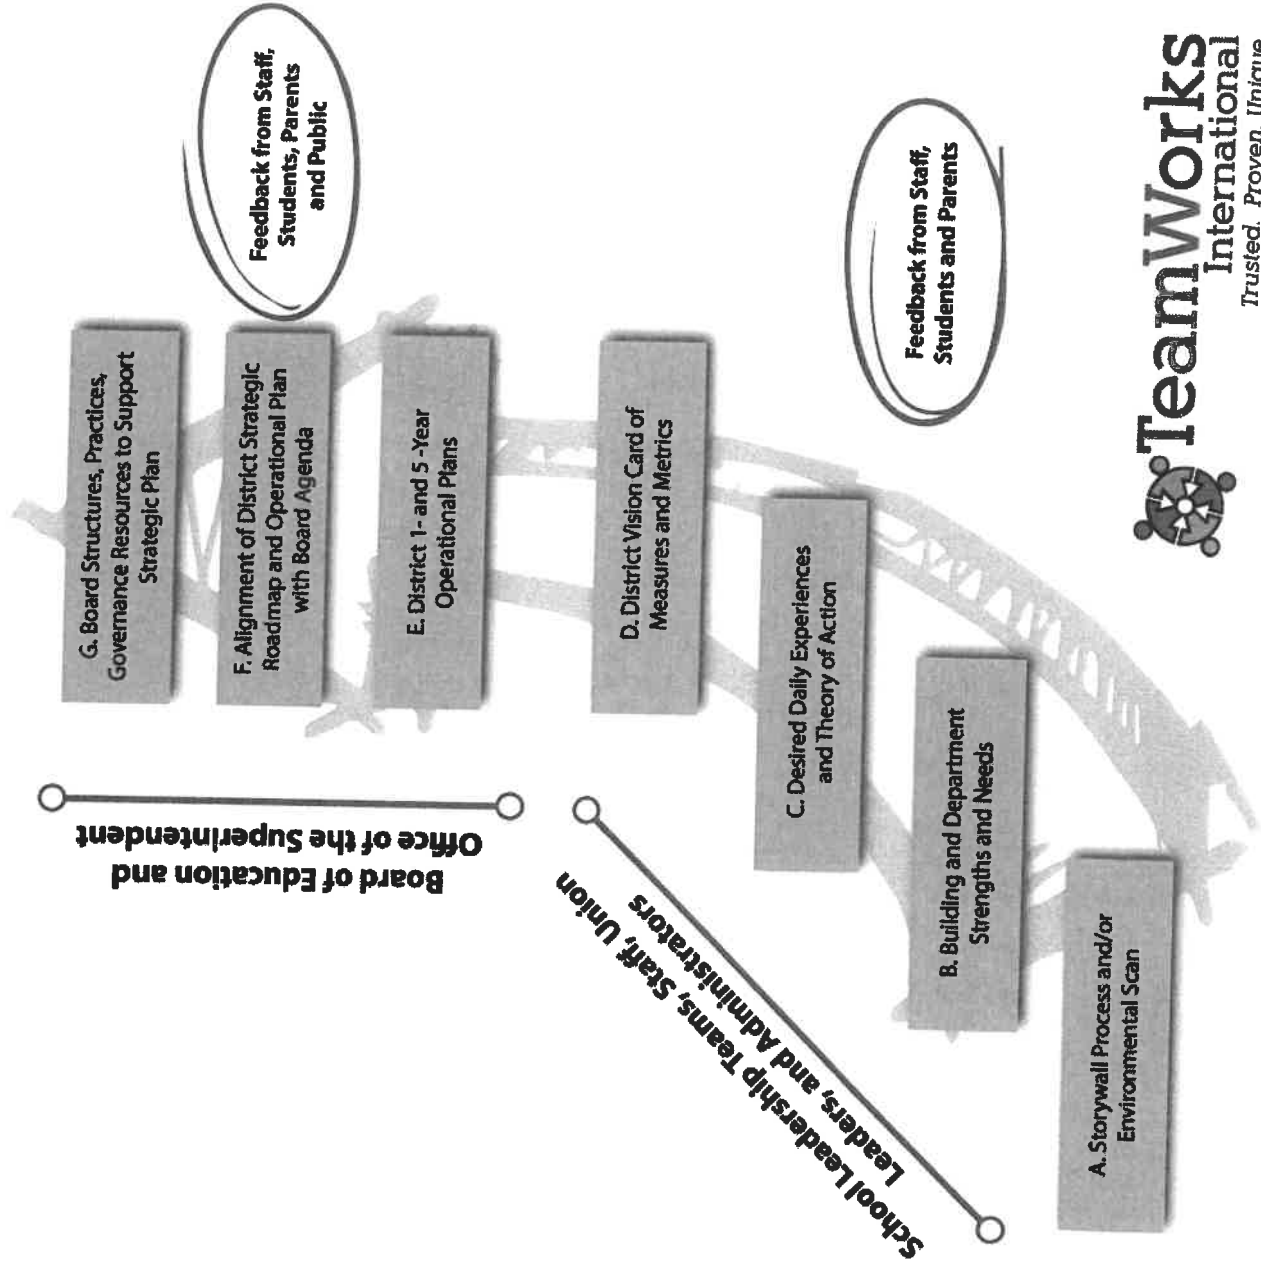 G. Board Structures, Practices,
Governance Resources to Support
Strategic Plan
F. Alignment of District Strategic
Roadmap and Operational Plan
with Board Agenda
E. District 1- and 5 -Year
Operational Plans
D. District Vision Card of
Measures and Metrics
C. Desired Daily Experiences
and Theory of Action
B. Building and Department
Strengths and Needs
A. Storywall Process and/or
Environmental Scan
Board of Education and
Office of the Superintendent
School Leadership Teams, Staff, Union
Leaders, and Administrators
Feedback from Staff,
Students, Parents
and Public
Feedback from Staff,
Students and Parents
TeamWorks
International
Trusted. Proven. Unique